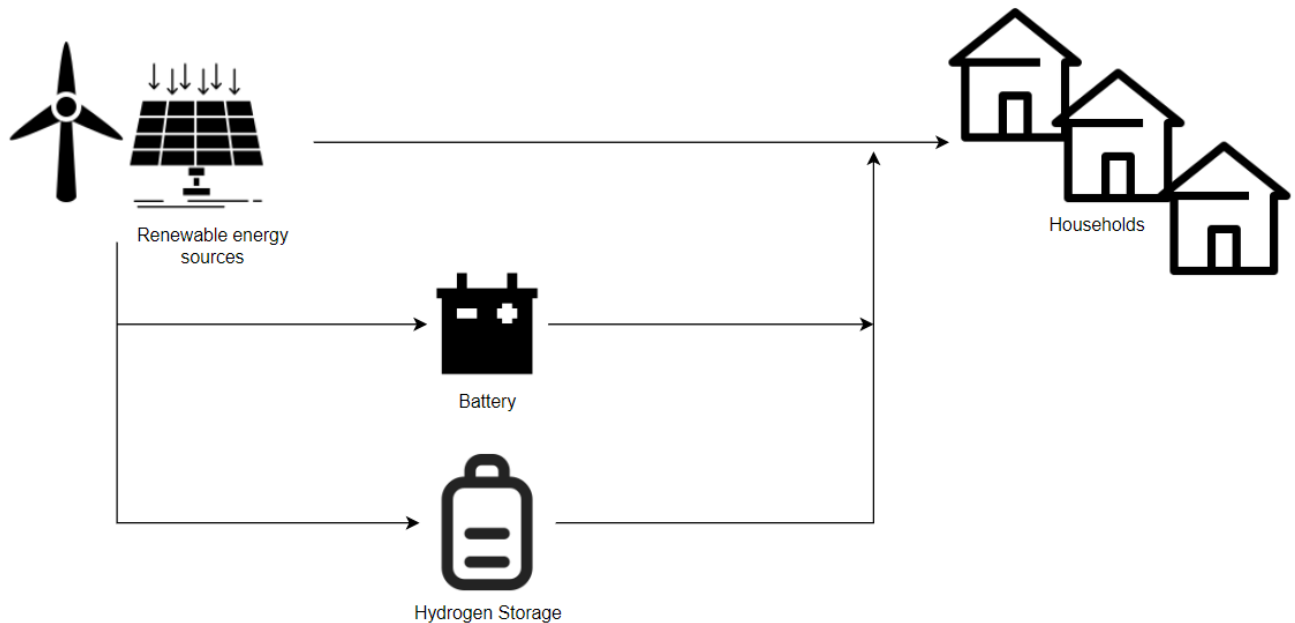 Renewable energy
sources
Households
Battery
Hydrogen Storage